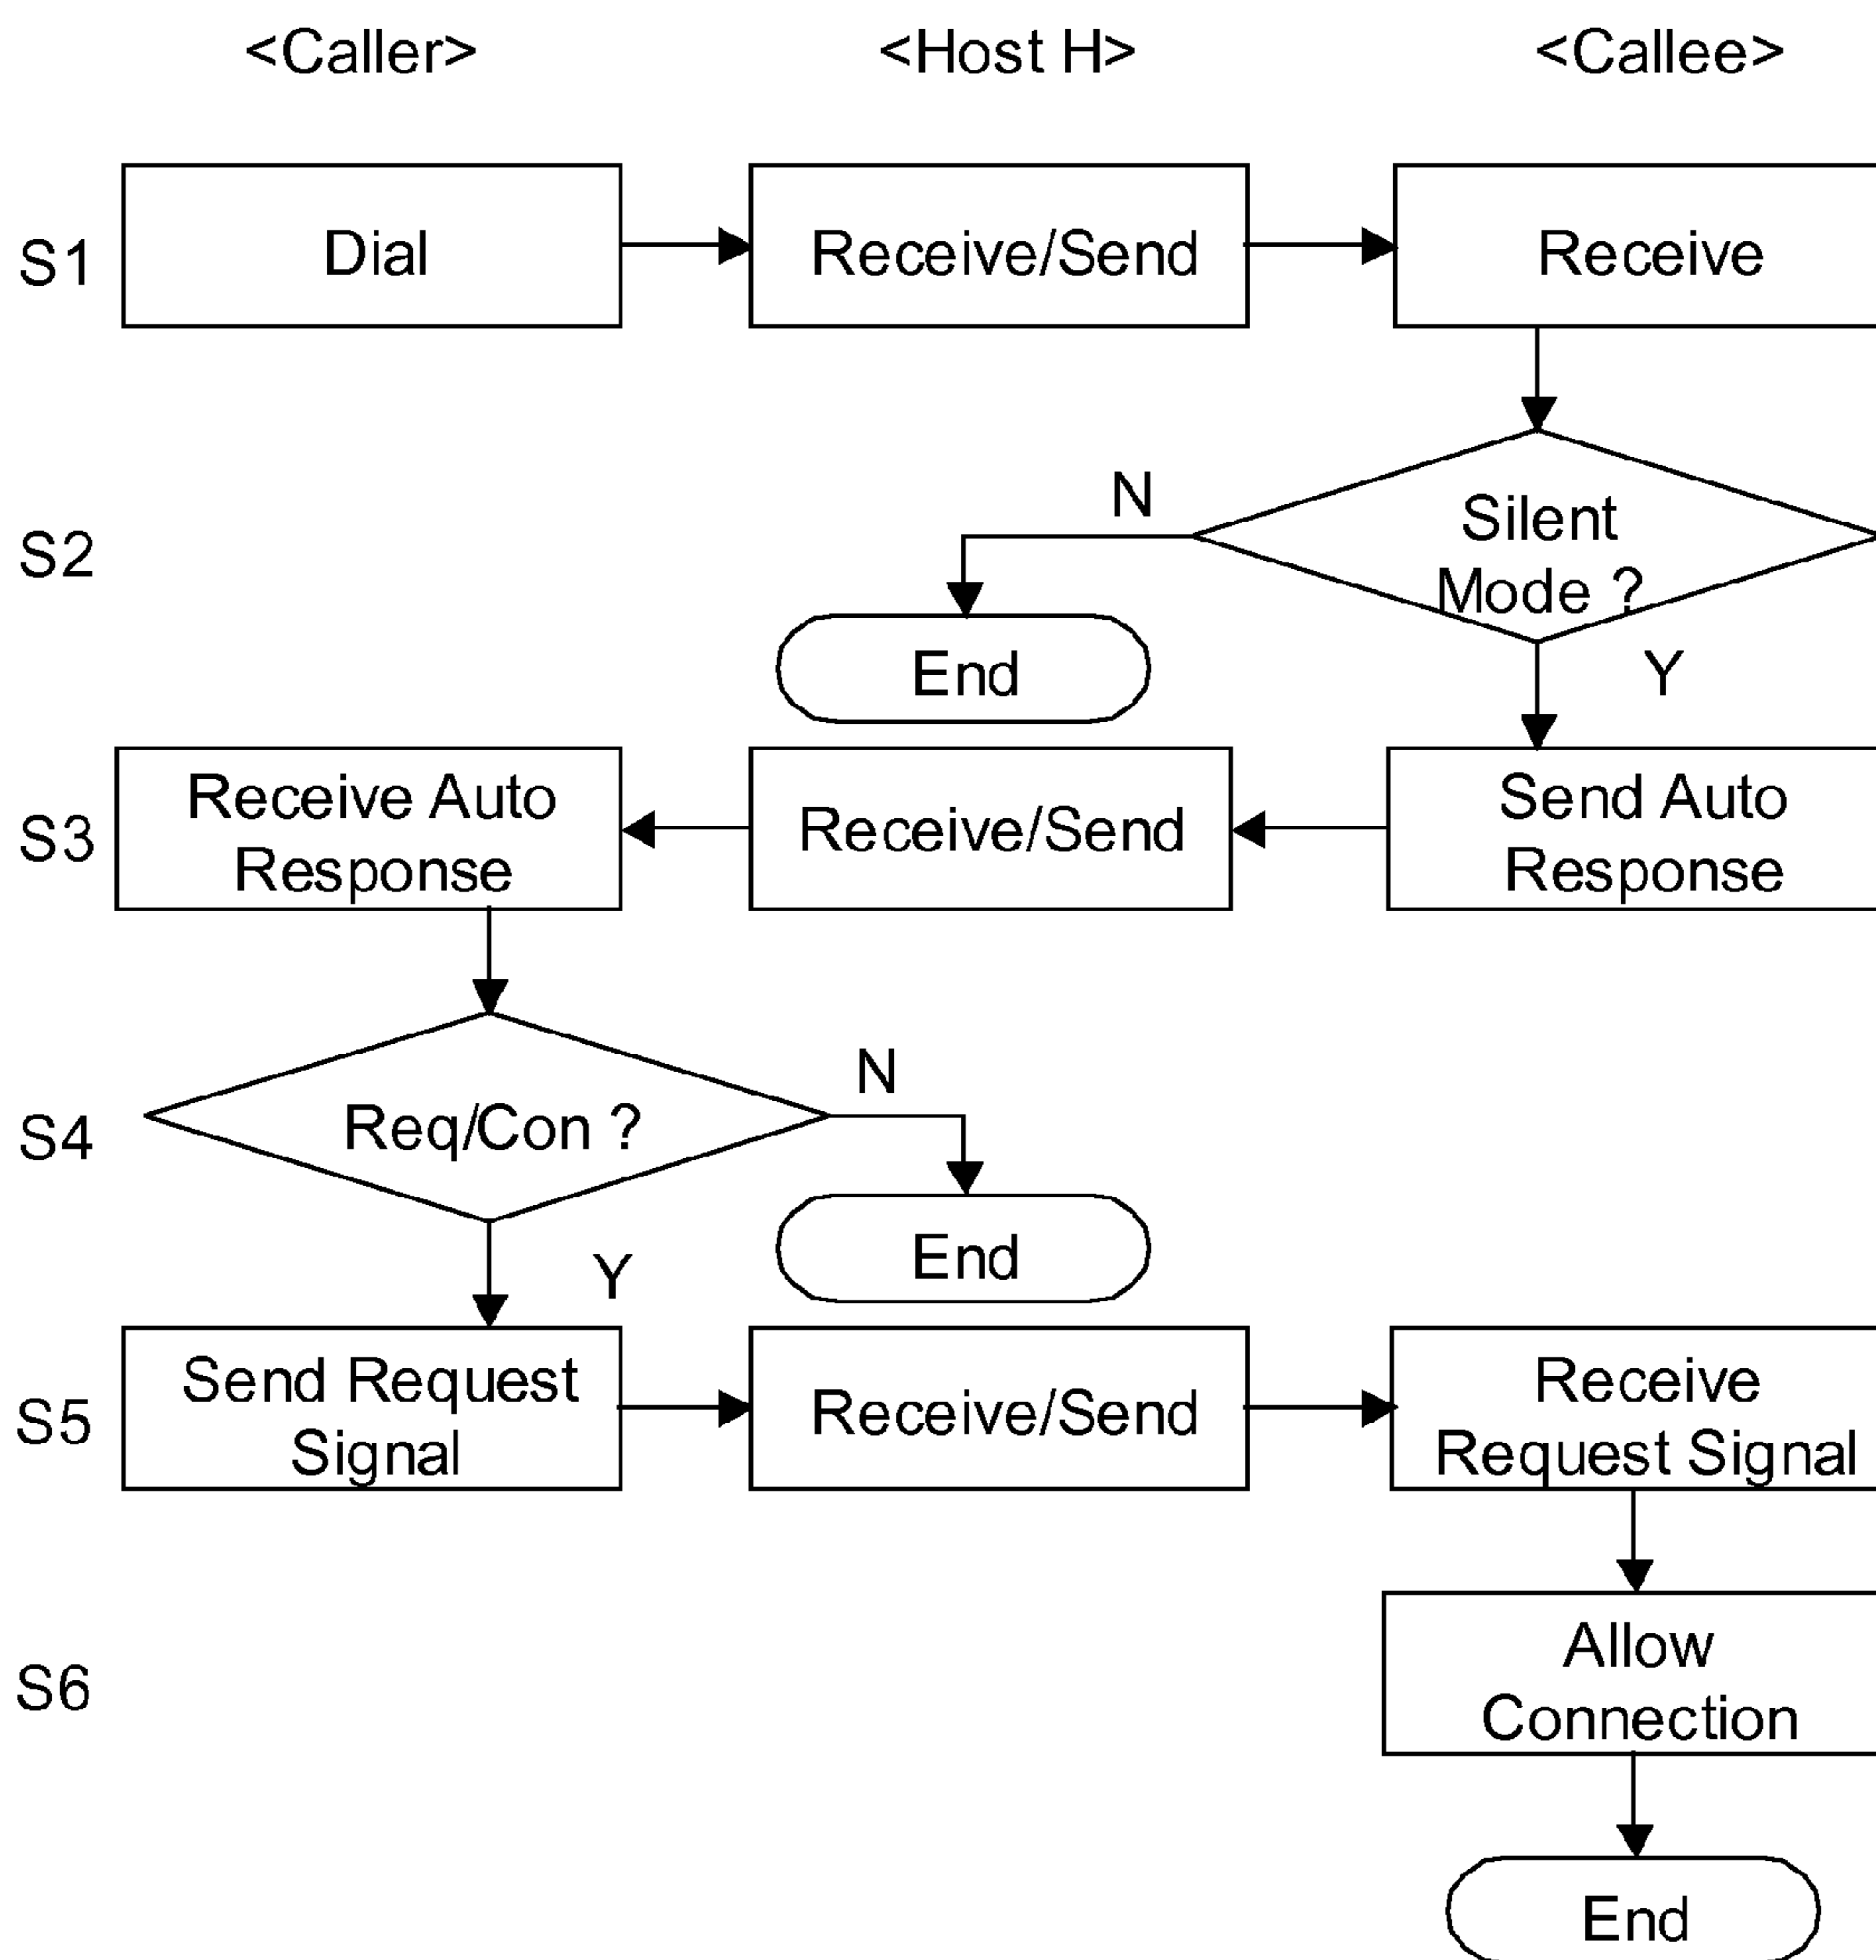 <Caller> <Host H> <Callee>
S1 Dial Receive/Send Receive
S2 N Silent
Mode ?
End
Y
S3 Receive Auto
Response
Receive/Send
Send Auto
Response
S4 Req/Con ? N
End
Y
S5 Send Request
Signal
Receive/Send
Receive
Request Signal
S6 Allow
Connection
End